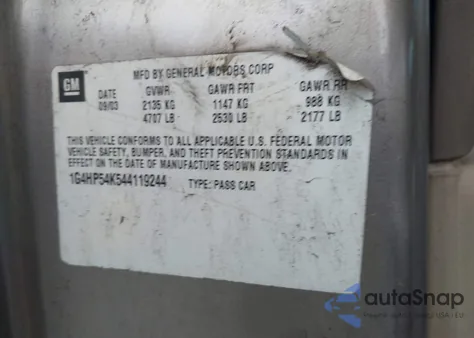 GM
MFD BY GENERAL MOTORS CORP
DATE GVWR GAWR FRT GAWR RR
09/03 2135 KG 1147 KG 988 KG
4707 LB 2530 LB 2177 LB
THIS VEHICLE CONFORMS TO ALL APPLICABLE U.S. FEDERAL MOTOR
VEHICLE SAFETY, BUMPER, AND THEFT PREVENTION STANDARDS IN
EFFECT ON THE DATE OF MANUFACTURE SHOWN ABOVE.
1G4HP54K544119244 TYPE: PASS CAR
autaSnap